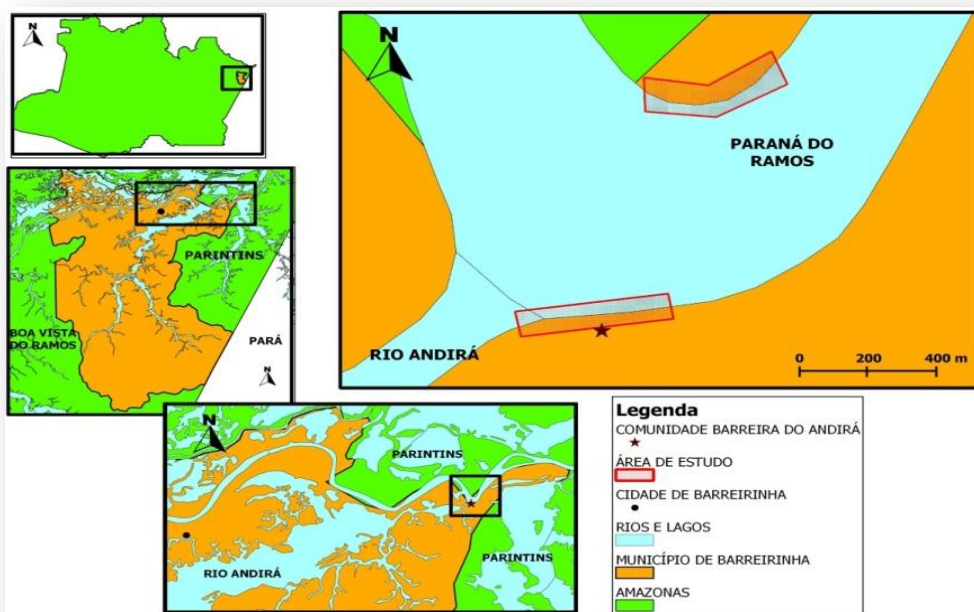 N
PARINTINS
BOA VISTA
DO RAMOS
PARÁ
N
N
PARANÁ DO
RAMOS
RIO ANDIRÁ
0 200 400 m
N
PARINTINS
RIO ANDIRÁ
PARINTINS
Legenda
COMUNIDADE BARREIRA DO ANDIRÁ
ÁREA DE ESTUDO
CIDADE DE BARREIRINHA
RIOS E LAGOS
MUNICÍPIO DE BARREIRINHA
AMAZONAS